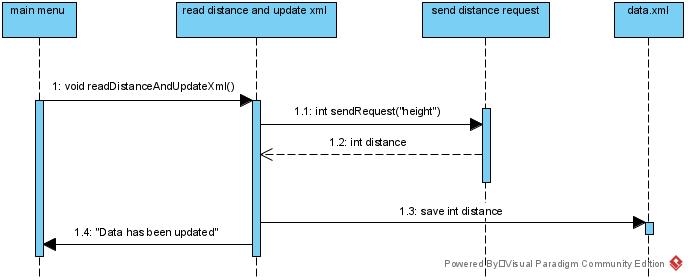 main menu
read distance and update xml
send distance request
data.xml
1: void readDistanceAndUpdateXml()
1.1: int sendRequest("height")
1.2: int distance
1.3: save int distance
1.4: "Data has been updated"
Powered By Visual Paradigm Community Edition